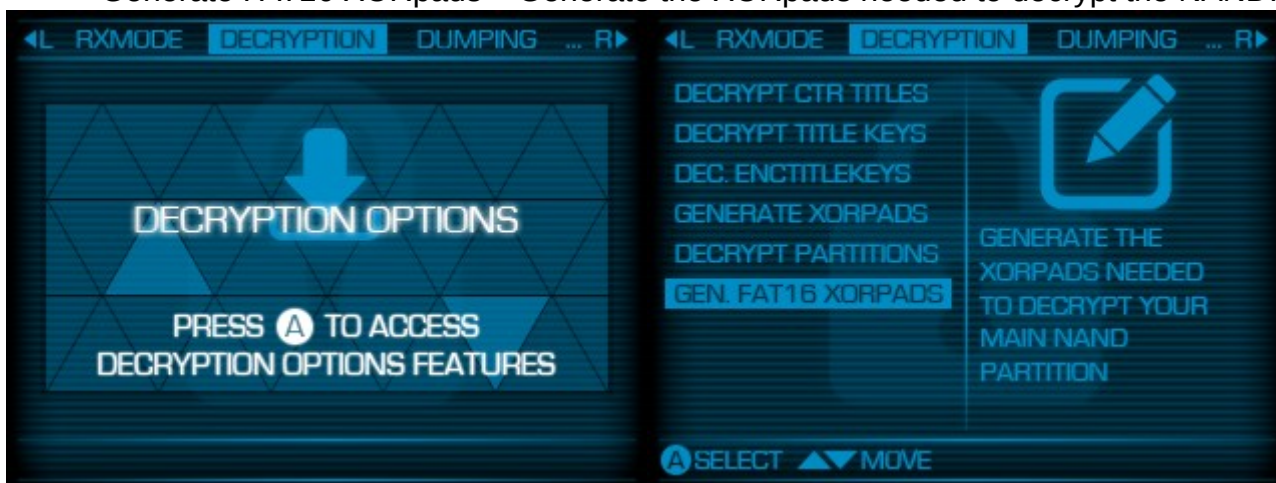 ◀L RXMODE DECRYPTION DUMPING ... R▶
DECRYPTION OPTIONS
PRESS A TO ACCESS
DECRYPTION OPTIONS FEATURES
◀L RXMODE DECRYPTION DUMPING ... R▶
DECRYPT CTR TITLES
DECRYPT TITLE KEYS
DEC. ENCTITLEKEYS
GENERATE XORPADS
DECRYPT PARTITIONS
GEN. FAT16 XORPADS
GENERATE THE
XORPADS NEEDED
TO DECRYPT YOUR
MAIN NAND
PARTITION
A SELECT ▲▼ MOVE